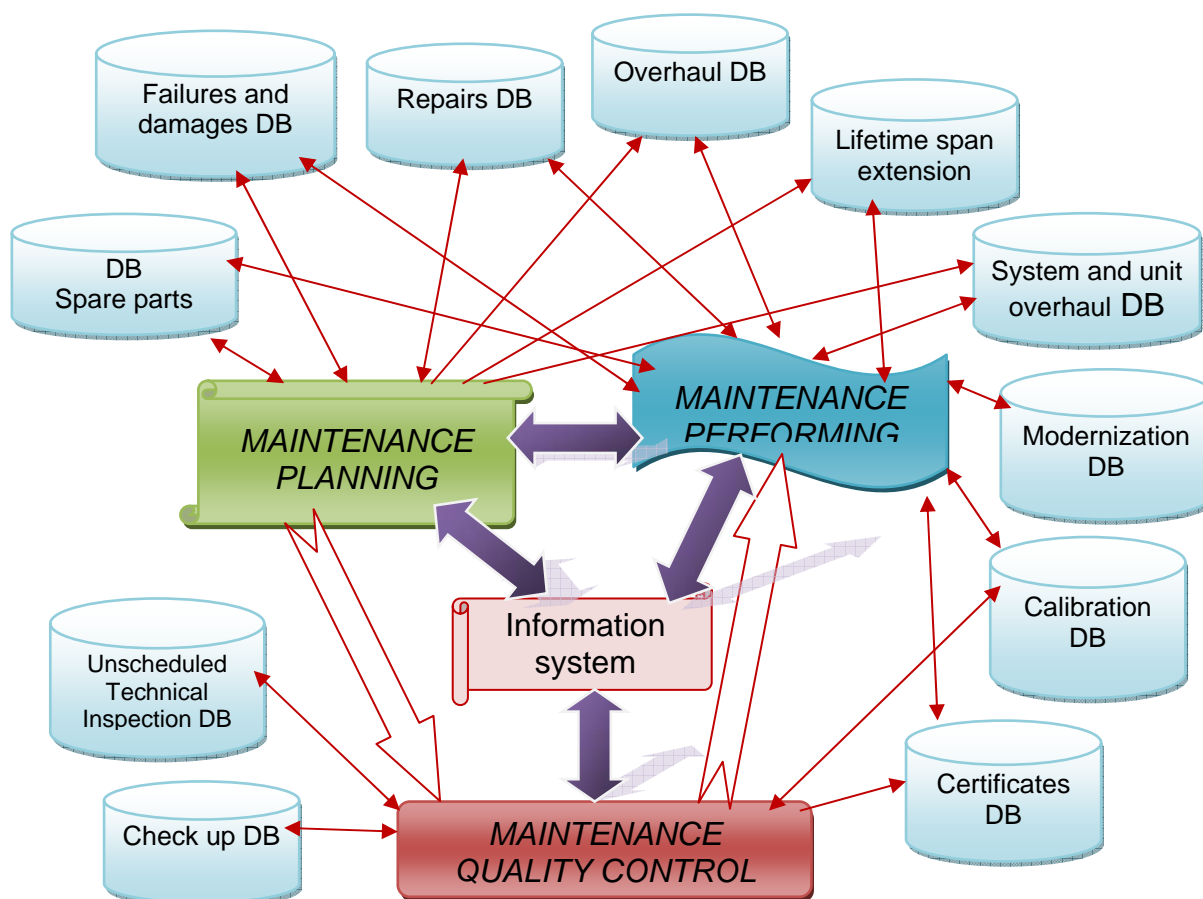 Failures and
damages DB
Repairs DB
Overhaul DB
Lifetime span
extension
DB
Spare parts
System and unit
overhaul DB
MAINTENANCE
PLANNING
MAINTENANCE
PERFORMING
Modernization
DB
Information
system
Calibration
DB
Unscheduled
Technical
Inspection DB
Certificates
DB
Check up DB
MAINTENANCE
QUALITY CONTROL